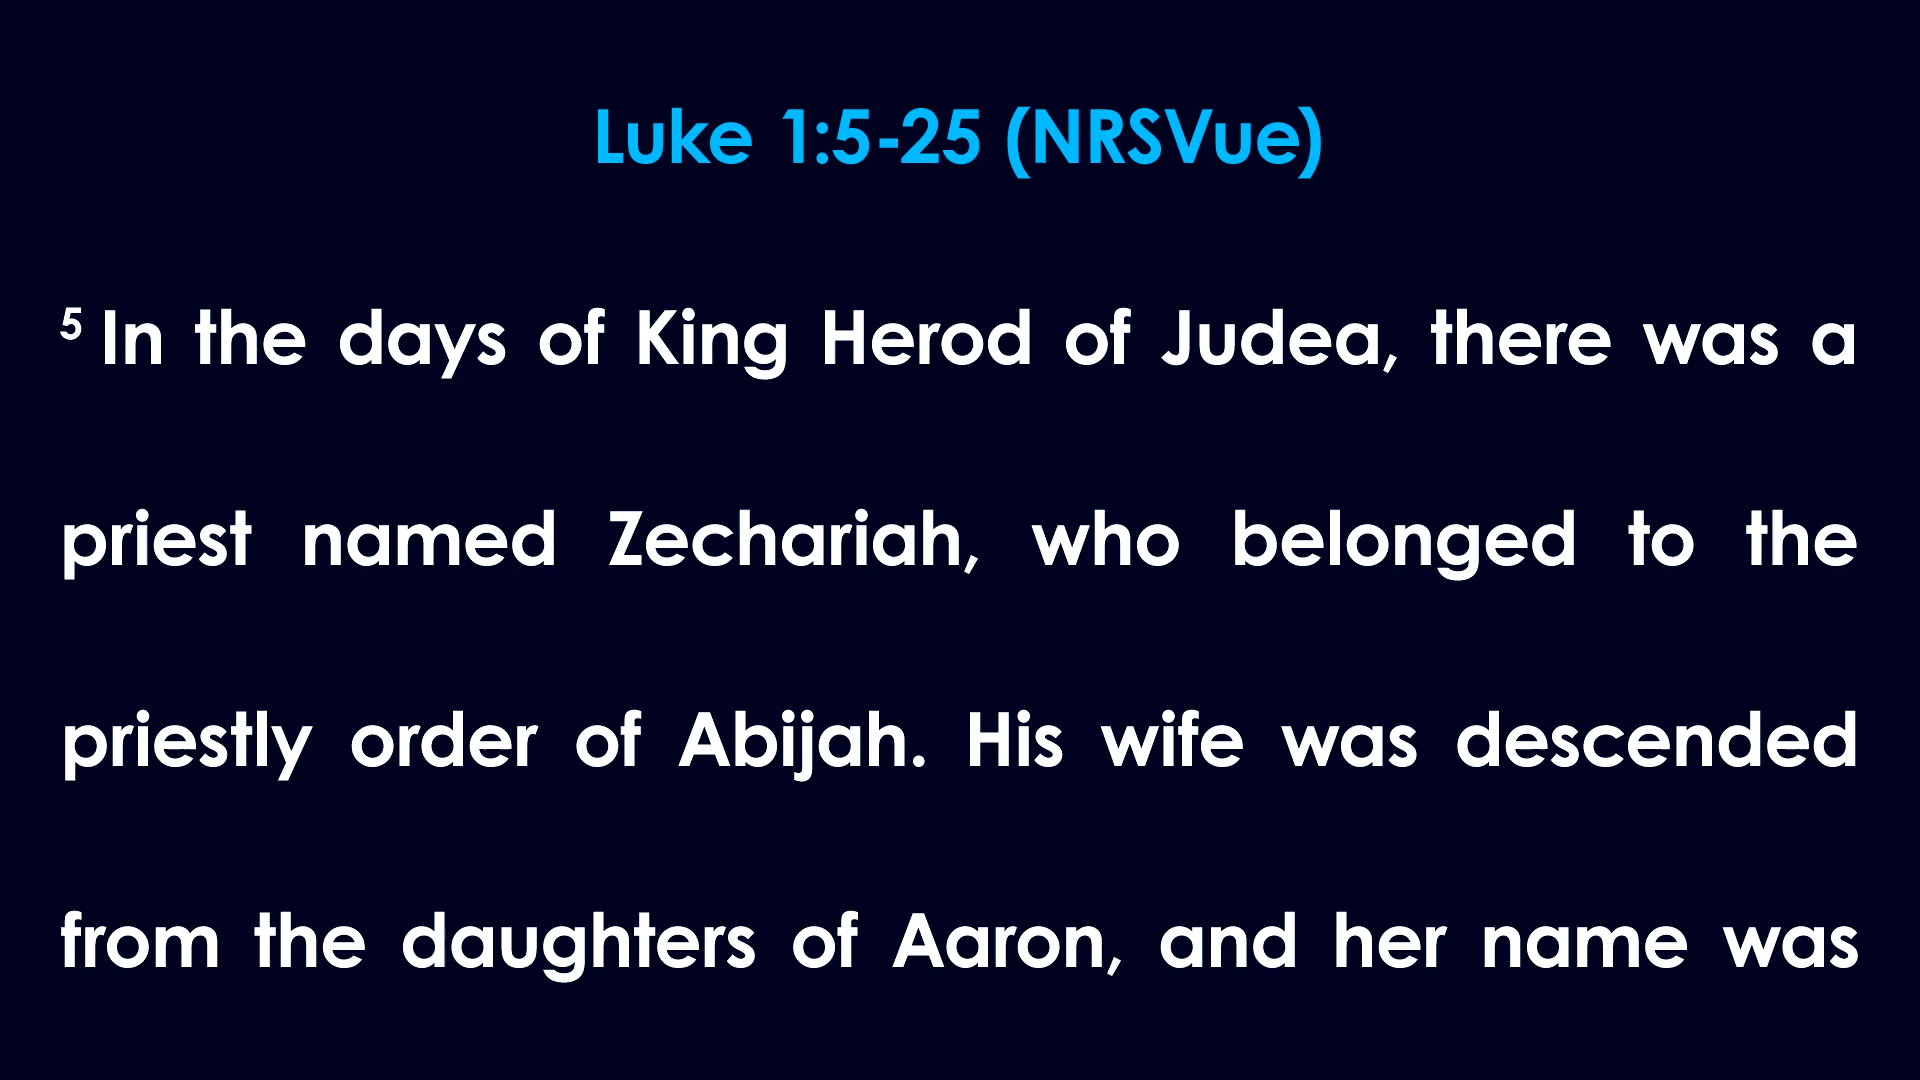 Luke 1:5-25 (NRSVue)
5 In the days of King Herod of Judea, there was a
priest named Zechariah, who belonged to the
priestly order of Abijah. His wife was descended
from the daughters of Aaron, and her name was